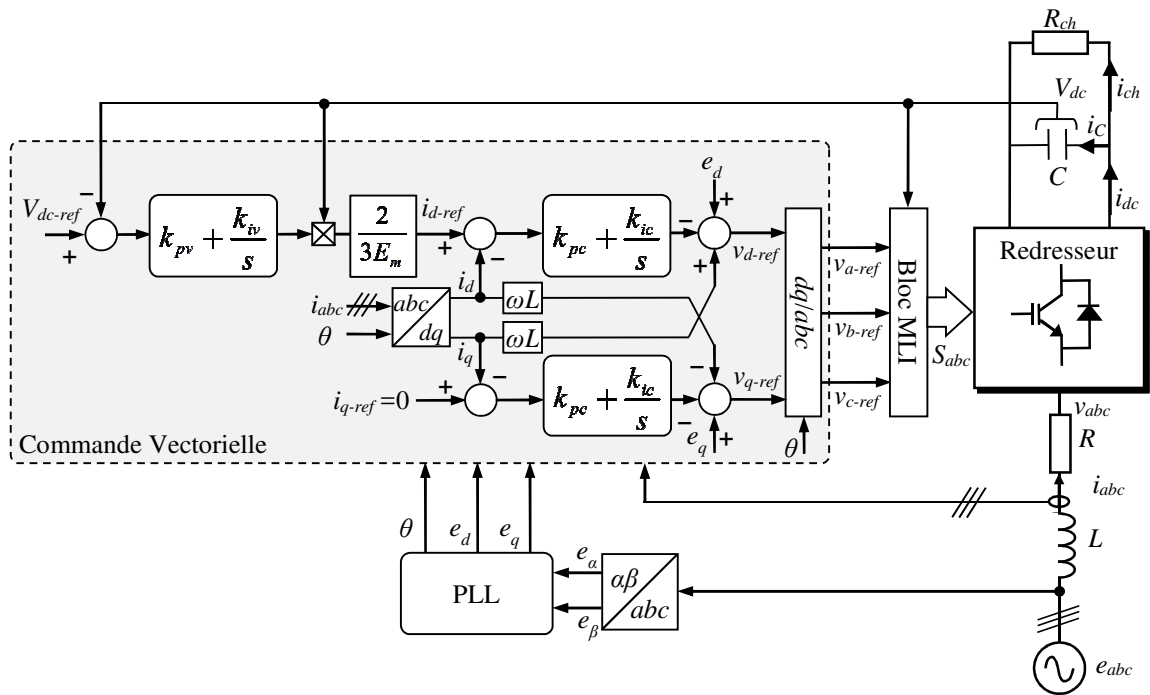 R_ch
V_dc
i_ch
i_C
C
i_dc
V_dc-ref
−
+
k_pv + k_iv/s
2/3E_m
i_d-ref
+
−
k_pc + k_ic/s
e_d
+
−
+
v_d-ref
i_abc
θ
abc/dq
i_d
ωL
i_q
ωL
i_q-ref =0
+
−
k_pc + k_ic/s
−
−
+
e_q
v_q-ref
dq/abc
θ
v_a-ref
v_b-ref
v_c-ref
Bloc MLI
S_abc
Redresseur
Commande Vectorielle
v_abc
R
i_abc
L
θ
e_d
e_q
PLL
e_α
e_β
αβ/abc
e_abc